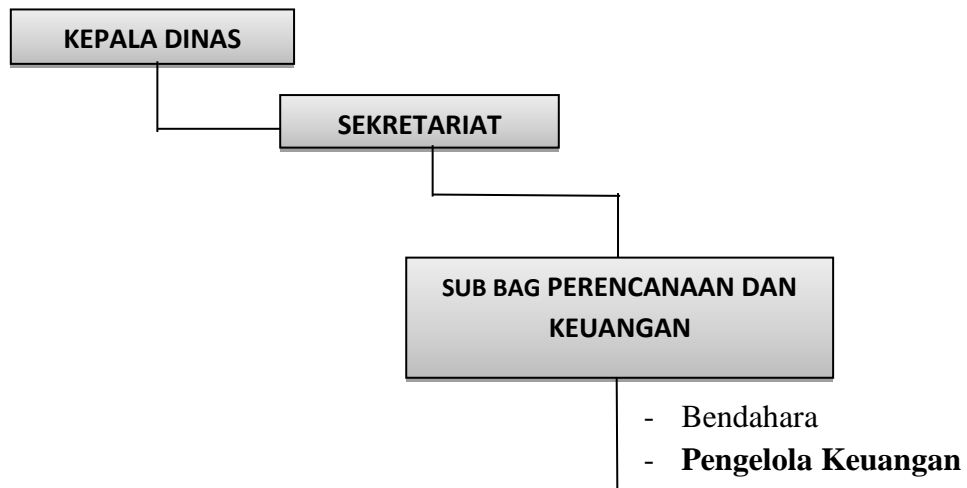 KEPALA DINAS
SEKRETARIAT
SUB BAG PERENCANAAN DAN
KEUANGAN
- Bendahara
- Pengelola Keuangan